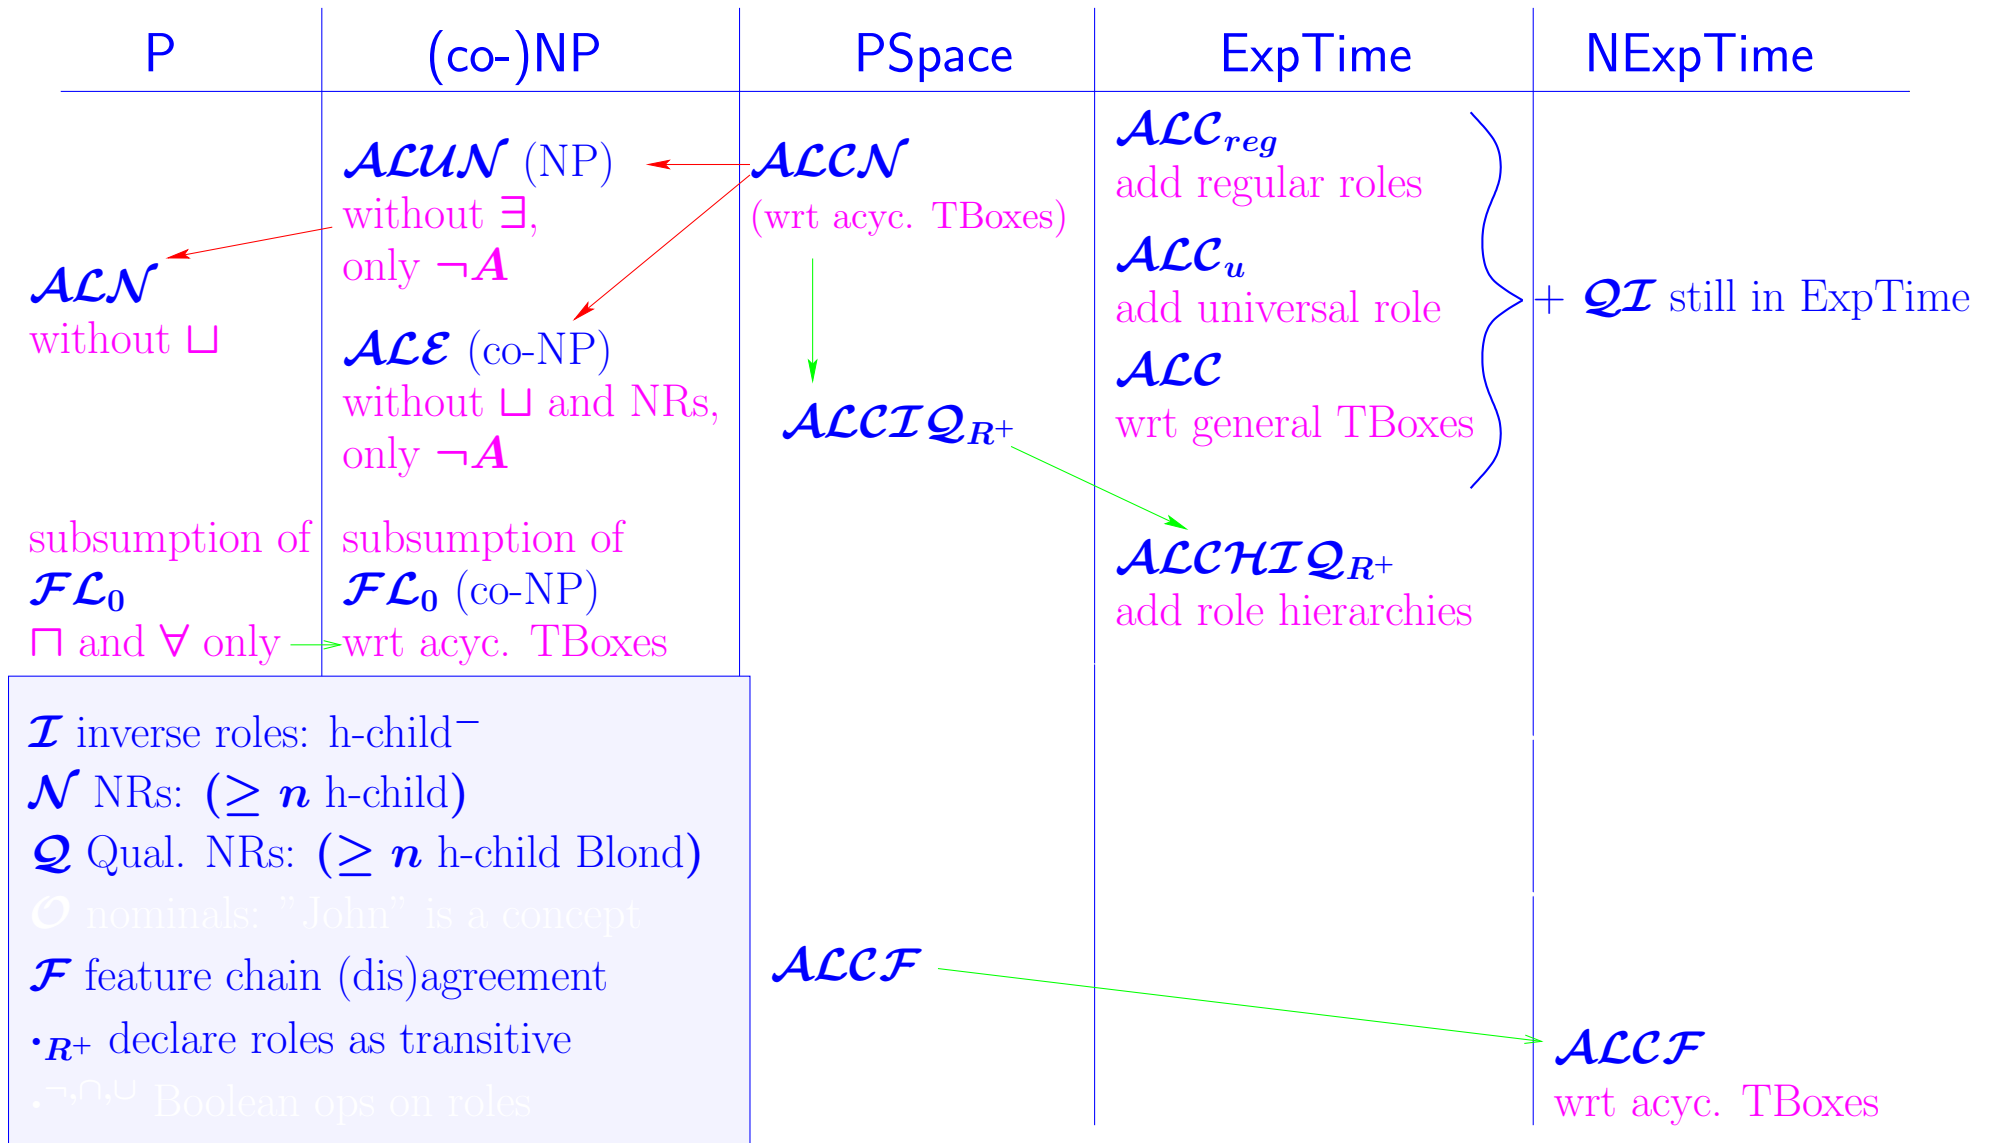 P (co-)NP PSpace ExpTime NExpTime
𝓐𝓛𝓝
without ⊔
subsumption of
𝓕𝓛₀
⊓ and ∀ only
𝓐𝓛𝓤𝓝 (NP)
without ∃,
only ¬A
𝓐𝓛𝓔 (co-NP)
without ⊔ and NRs,
only ¬A
subsumption of
𝓕𝓛₀ (co-NP)
wrt acyc. TBoxes
𝓐𝓛𝓒𝓝
(wrt acyc. TBoxes)
𝓐𝓛𝓒𝓘𝓠R⁺
𝓐𝓛𝓒𝓕
𝓐𝓛𝓒reg
add regular roles
𝓐𝓛𝓒u
add universal role
𝓐𝓛𝓒
wrt general TBoxes
𝓐𝓛𝓒𝓗𝓘𝓠R⁺
add role hierarchies
+ 𝓠𝓘 still in ExpTime
𝓐𝓛𝓒𝓕
wrt acyc. TBoxes
𝓘 inverse roles: h-child⁻
𝓝 NRs: (≥ n h-child)
𝓠 Qual. NRs: (≥ n h-child Blond)
𝓞 nominals: "John" is a concept
𝓕 feature chain (dis)agreement
·R⁺ declare roles as transitive
·¬,∩,∪ Boolean ops on roles